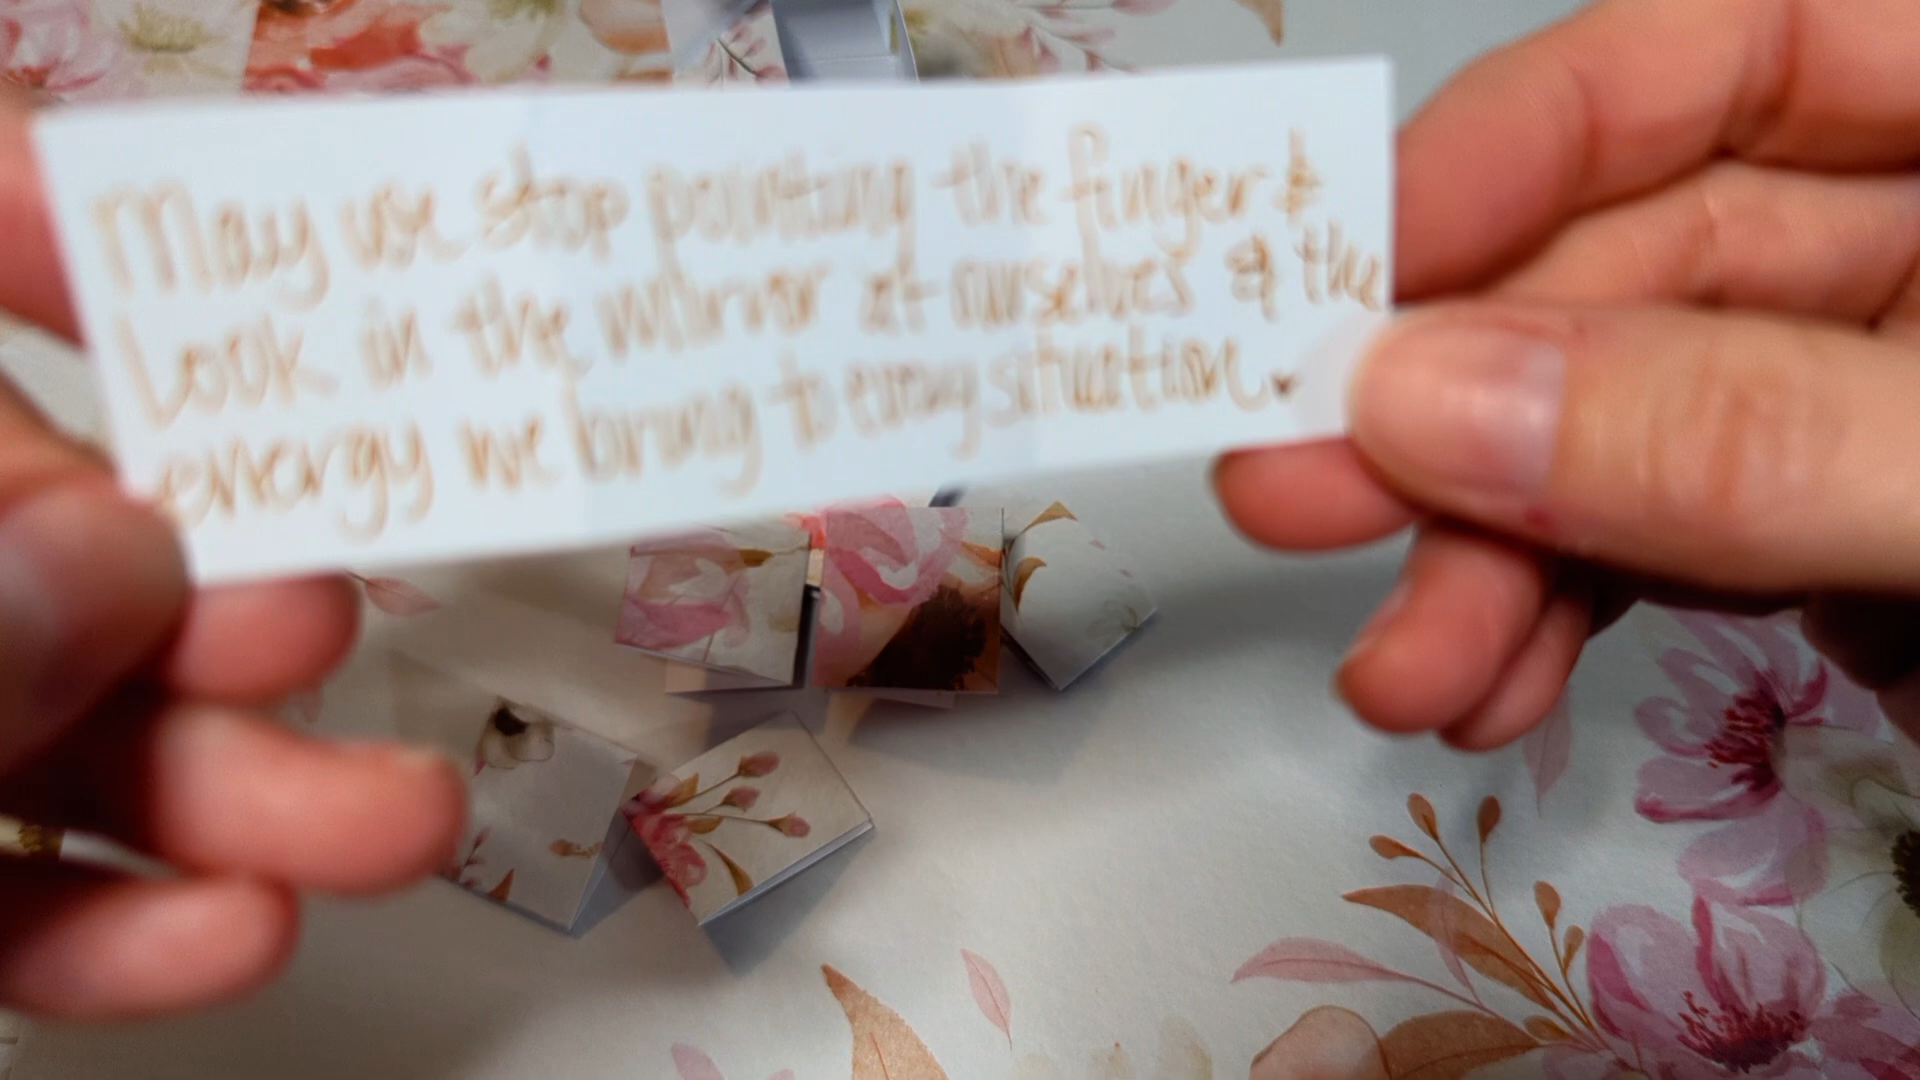 May we stop pointing the finger &
Look in the mirror at ourselves & the
energy we bring to every situation.